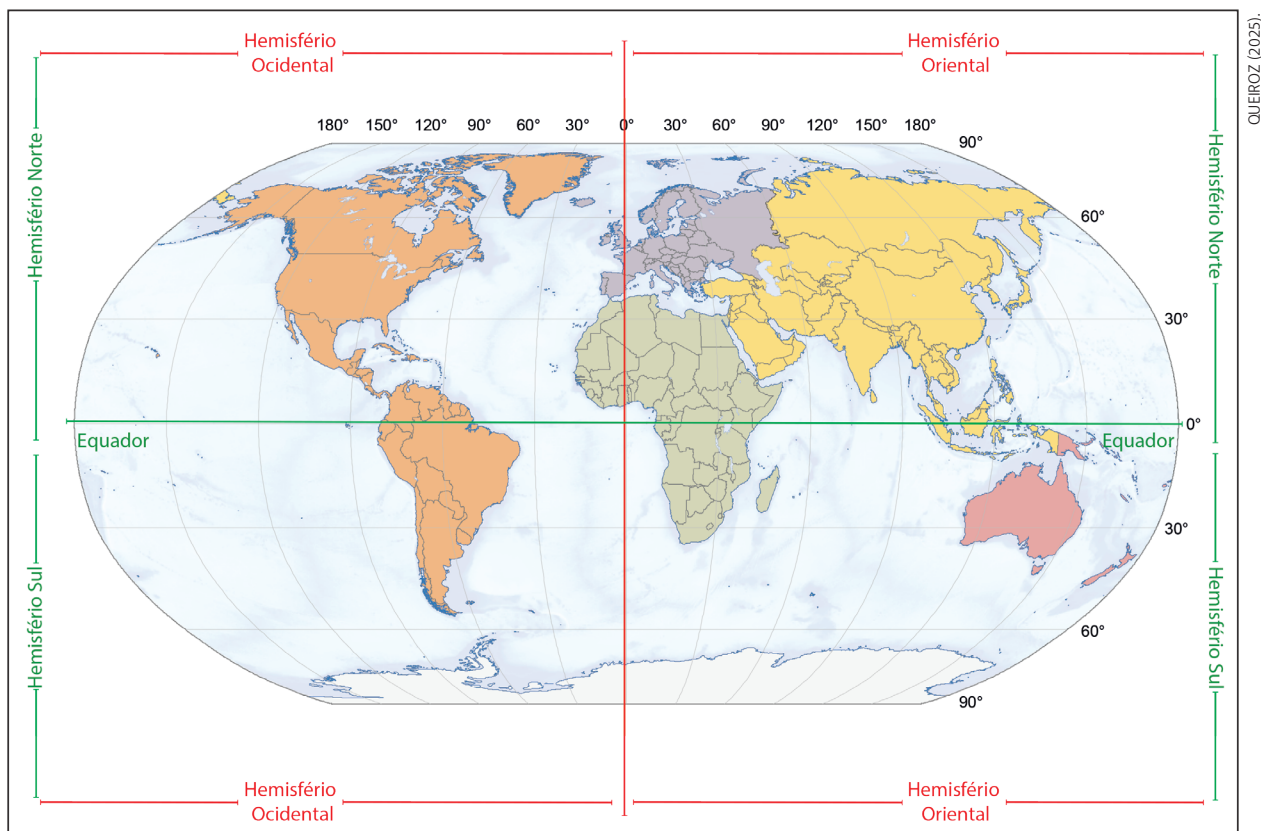 QUEIROZ (2025).
Hemisfério
Ocidental
Hemisfério
Oriental
Hemisfério Norte
Hemisfério Norte
180° 150° 120° 90° 60° 30° 0° 30° 60° 90° 120° 150° 180°
90°
60°
30°
0°
Equador
Equador
30°
60°
90°
Hemisfério Sul
Hemisfério Sul
Hemisfério
Ocidental
Hemisfério
Oriental